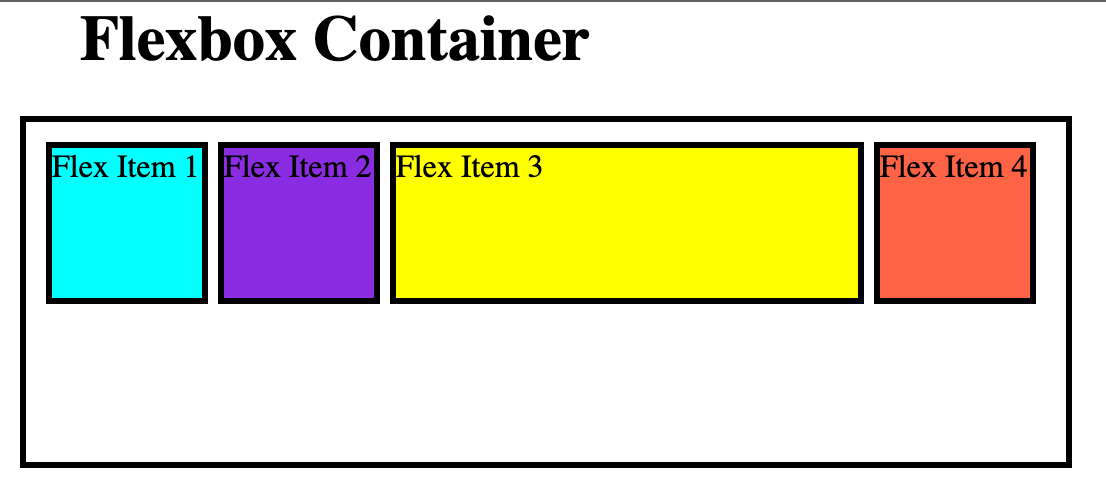 Flexbox Container
Flex Item 1
Flex Item 2
Flex Item 3
Flex Item 4